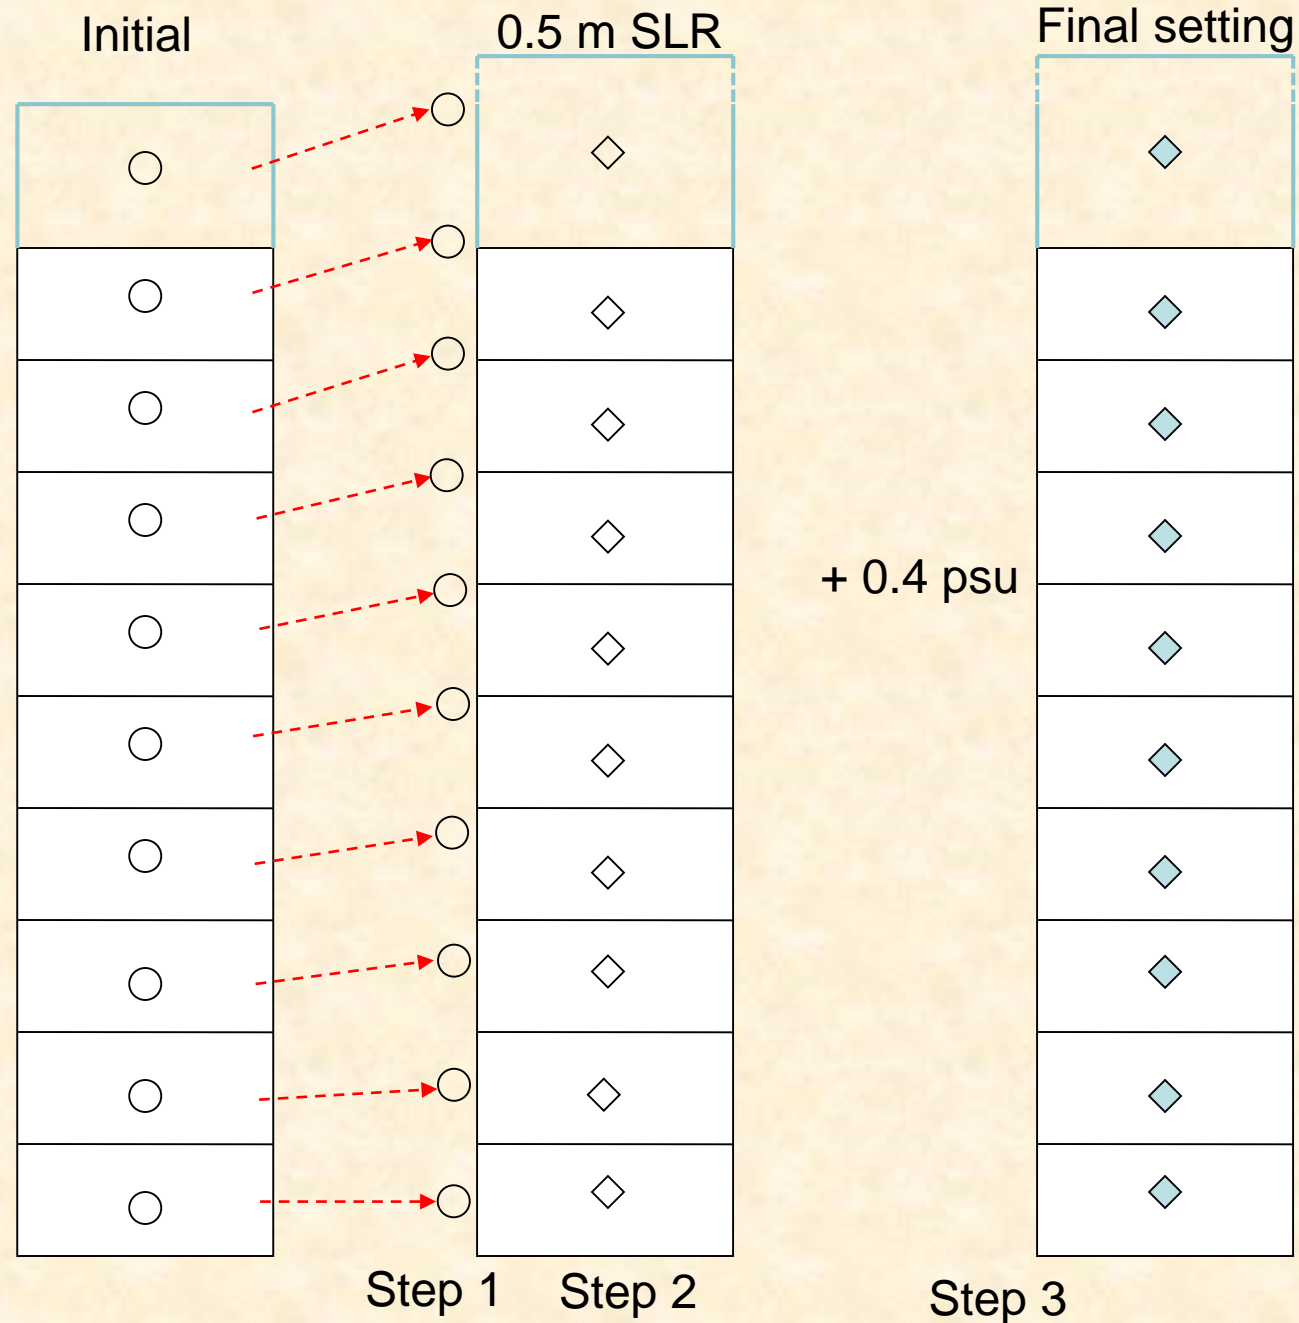 Initial
0.5 m SLR
Final setting
+ 0.4 psu
Step 1
Step 2
Step 3